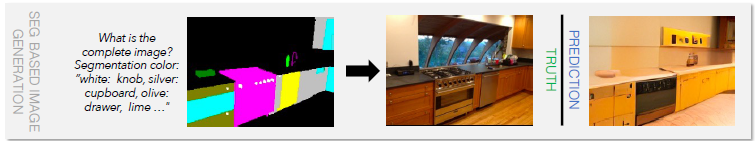 SEG BASED IMAGE
GENERATION
What is the
complete image?
Segmentation color:
"white: knob, silver:
cupboard, olive:
drawer, lime ..."
TRUTH
PREDICTION